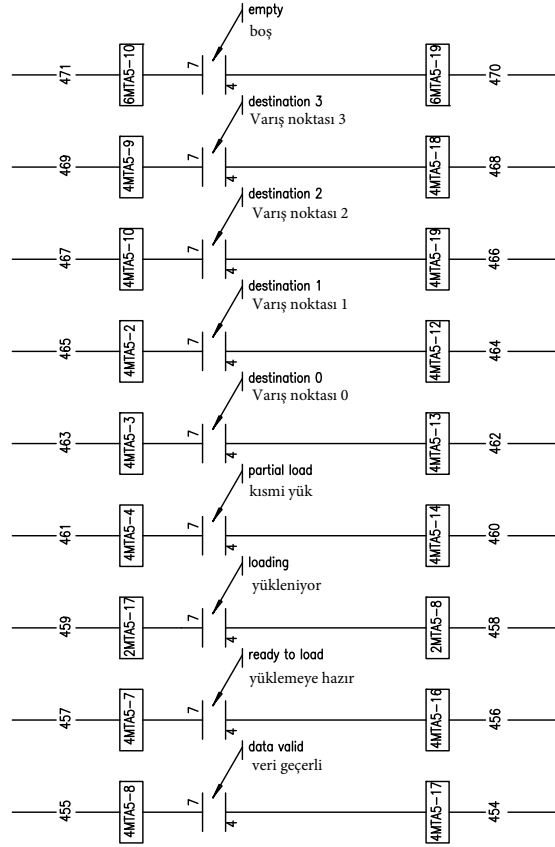 empty
boş
471
6MTA5-10
7
4
6MTA5-19
470
destination 3
Varış noktası 3
469
4MTA5-9
7
4
4MTA5-18
468
destination 2
Varış noktası 2
467
4MTA5-10
7
4
4MTA5-19
466
destination 1
Varış noktası 1
465
4MTA5-2
7
4
4MTA5-12
464
destination 0
Varış noktası 0
463
4MTA5-3
7
4
4MTA5-13
462
partial load
kısmi yük
461
4MTA5-4
7
4
4MTA5-14
460
loading
yükleniyor
459
2MTA5-17
7
4
2MTA5-8
458
ready to load
yüklemeye hazır
457
4MTA5-7
7
4
4MTA5-16
456
data valid
veri geçerli
455
4MTA5-8
7
4
4MTA5-17
454